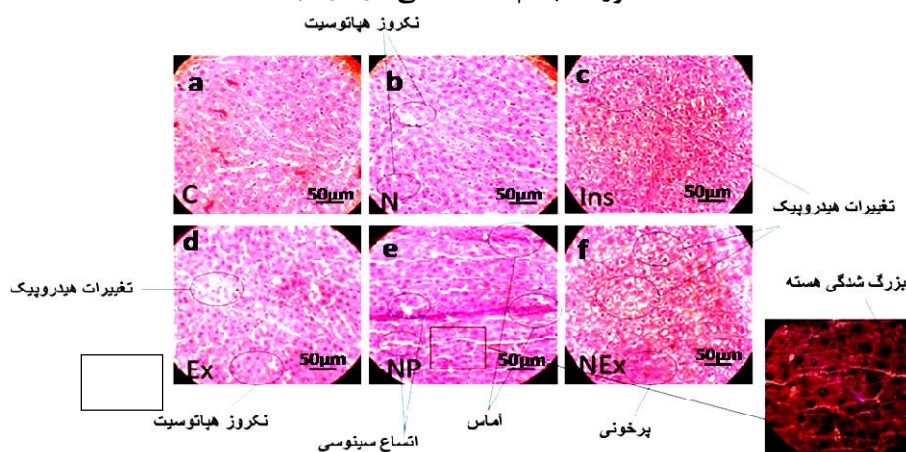 نکروز هپاتوسیت
a
b
c
C
50µm
N
50µm
Ins
50µm
تغییرات هیدروپیک
d
e
f
تغییرات هیدروپیک
بزرگ شدگی هسته
Ex
50µm
NP
50µm
NEx
50µm
نکروز هپاتوسیت
اتساع سینوسی
أماس
پرخونی